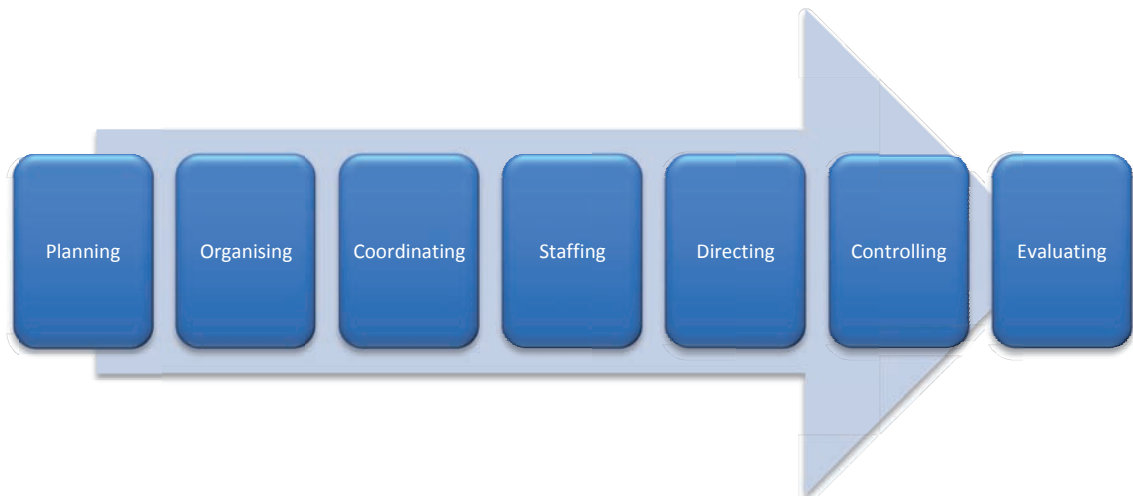 Planning
Organising
Coordinating
Staffing
Directing
Controlling
Evaluating